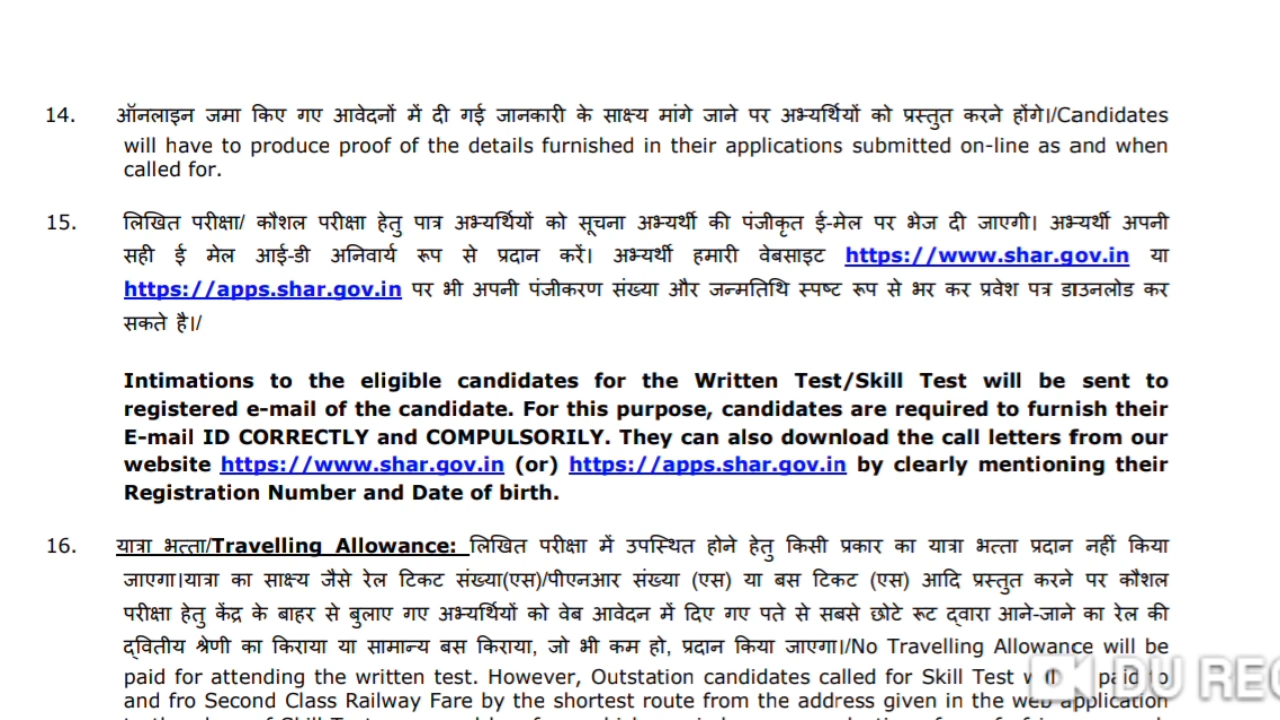 14. ऑनलाइन जमा किए गए आवेदनों में दी गई जानकारी के साक्ष्य मांगे जाने पर अभ्यर्थियों को प्रस्तुत करने होंगे।/Candidates
will have to produce proof of the details furnished in their applications submitted on-line as and when
called for.
15. लिखित परीक्षा/ कौशल परीक्षा हेतु पात्र अभ्यर्थियों को सूचना अभ्यर्थी की पंजीकृत ई-मेल पर भेज दी जाएगी। अभ्यर्थी अपनी
सही ई मेल आई-डी अनिवार्य रूप से प्रदान करें। अभ्यर्थी हमारी वेबसाइट https://www.shar.gov.in या
https://apps.shar.gov.in पर भी अपनी पंजीकरण संख्या और जन्मतिथि स्पष्ट रूप से भर कर प्रवेश पत्र डाउनलोड कर
सकते है।/
Intimations to the eligible candidates for the Written Test/Skill Test will be sent to
registered e-mail of the candidate. For this purpose, candidates are required to furnish their
E-mail ID CORRECTLY and COMPULSORILY. They can also download the call letters from our
website https://www.shar.gov.in (or) https://apps.shar.gov.in by clearly mentioning their
Registration Number and Date of birth.
16. यात्रा भत्ता/Travelling Allowance: लिखित परीक्षा में उपस्थित होने हेतु किसी प्रकार का यात्रा भत्ता प्रदान नहीं किया
जाएगा।यात्रा का साक्ष्य जैसे रेल टिकट संख्या(एस)/पीएनआर संख्या (एस) या बस टिकट (एस) आदि प्रस्तुत करने पर कौशल
परीक्षा हेतु केंद्र के बाहर से बुलाए गए अभ्यर्थियों को वेब आवेदन में दिए गए पते से सबसे छोटे रूट द्वारा आने-जाने का रेल की
द्वितीय श्रेणी का किराया या सामान्य बस किराया, जो भी कम हो, प्रदान किया जाएगा।/No Travelling Allowance will be
paid for attending the written test. However, Outstation candidates called for Skill Test will paid to
and fro Second Class Railway Fare by the shortest route from the address given in the web application
DU REC